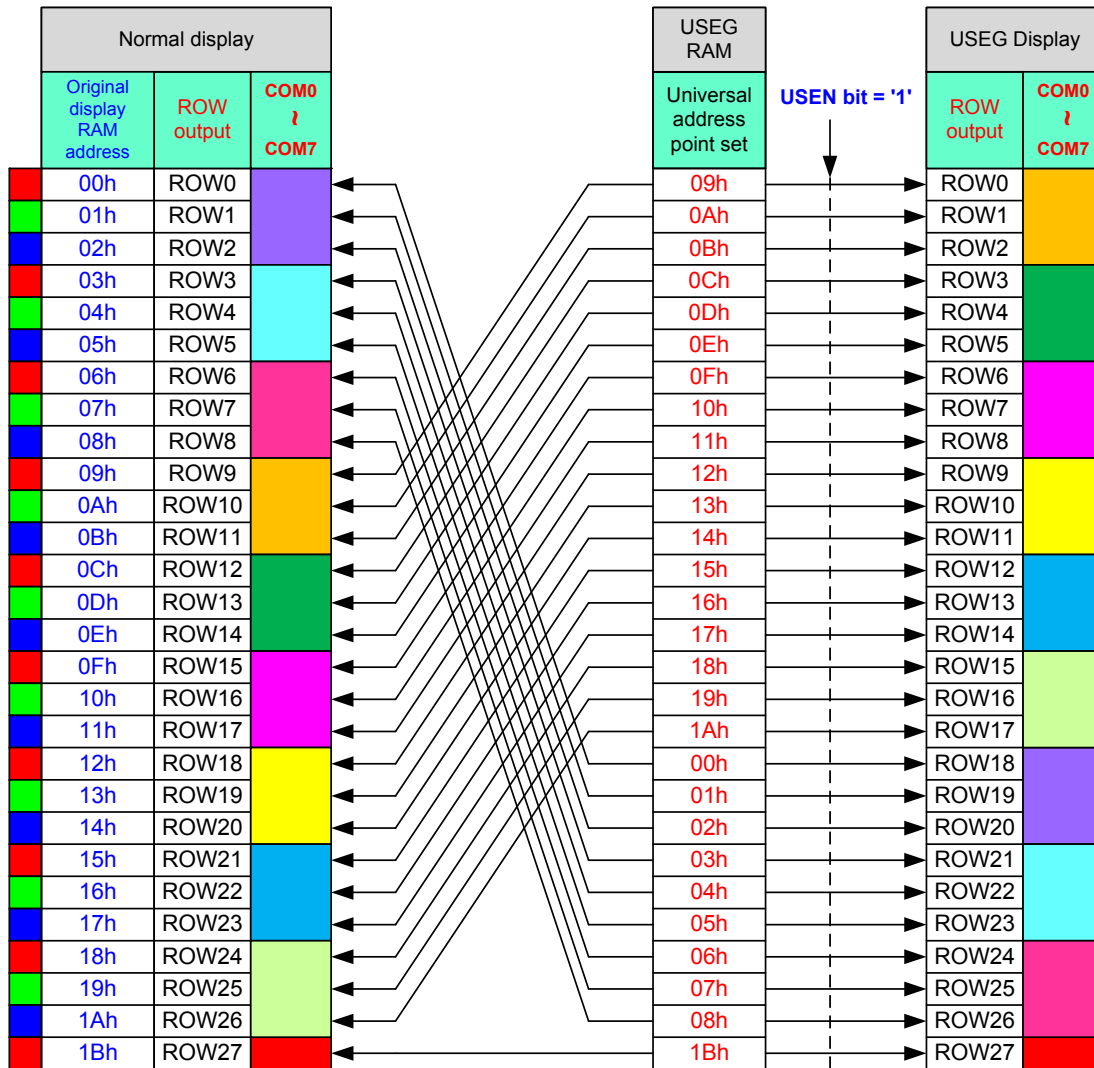 Normal display
USEG RAM
USEG Display
Original display RAM address
ROW output
COM0 ~ COM7
Universal address point set
USEN bit = '1'
ROW output
COM0 ~ COM7
00h ROW0 09h ROW0
01h ROW1 0Ah ROW1
02h ROW2 0Bh ROW2
03h ROW3 0Ch ROW3
04h ROW4 0Dh ROW4
05h ROW5 0Eh ROW5
06h ROW6 0Fh ROW6
07h ROW7 10h ROW7
08h ROW8 11h ROW8
09h ROW9 12h ROW9
0Ah ROW10 13h ROW10
0Bh ROW11 14h ROW11
0Ch ROW12 15h ROW12
0Dh ROW13 16h ROW13
0Eh ROW14 17h ROW14
0Fh ROW15 18h ROW15
10h ROW16 19h ROW16
11h ROW17 1Ah ROW17
12h ROW18 00h ROW18
13h ROW19 01h ROW19
14h ROW20 02h ROW20
15h ROW21 03h ROW21
16h ROW22 04h ROW22
17h ROW23 05h ROW23
18h ROW24 06h ROW24
19h ROW25 07h ROW25
1Ah ROW26 08h ROW26
1Bh ROW27 1Bh ROW27